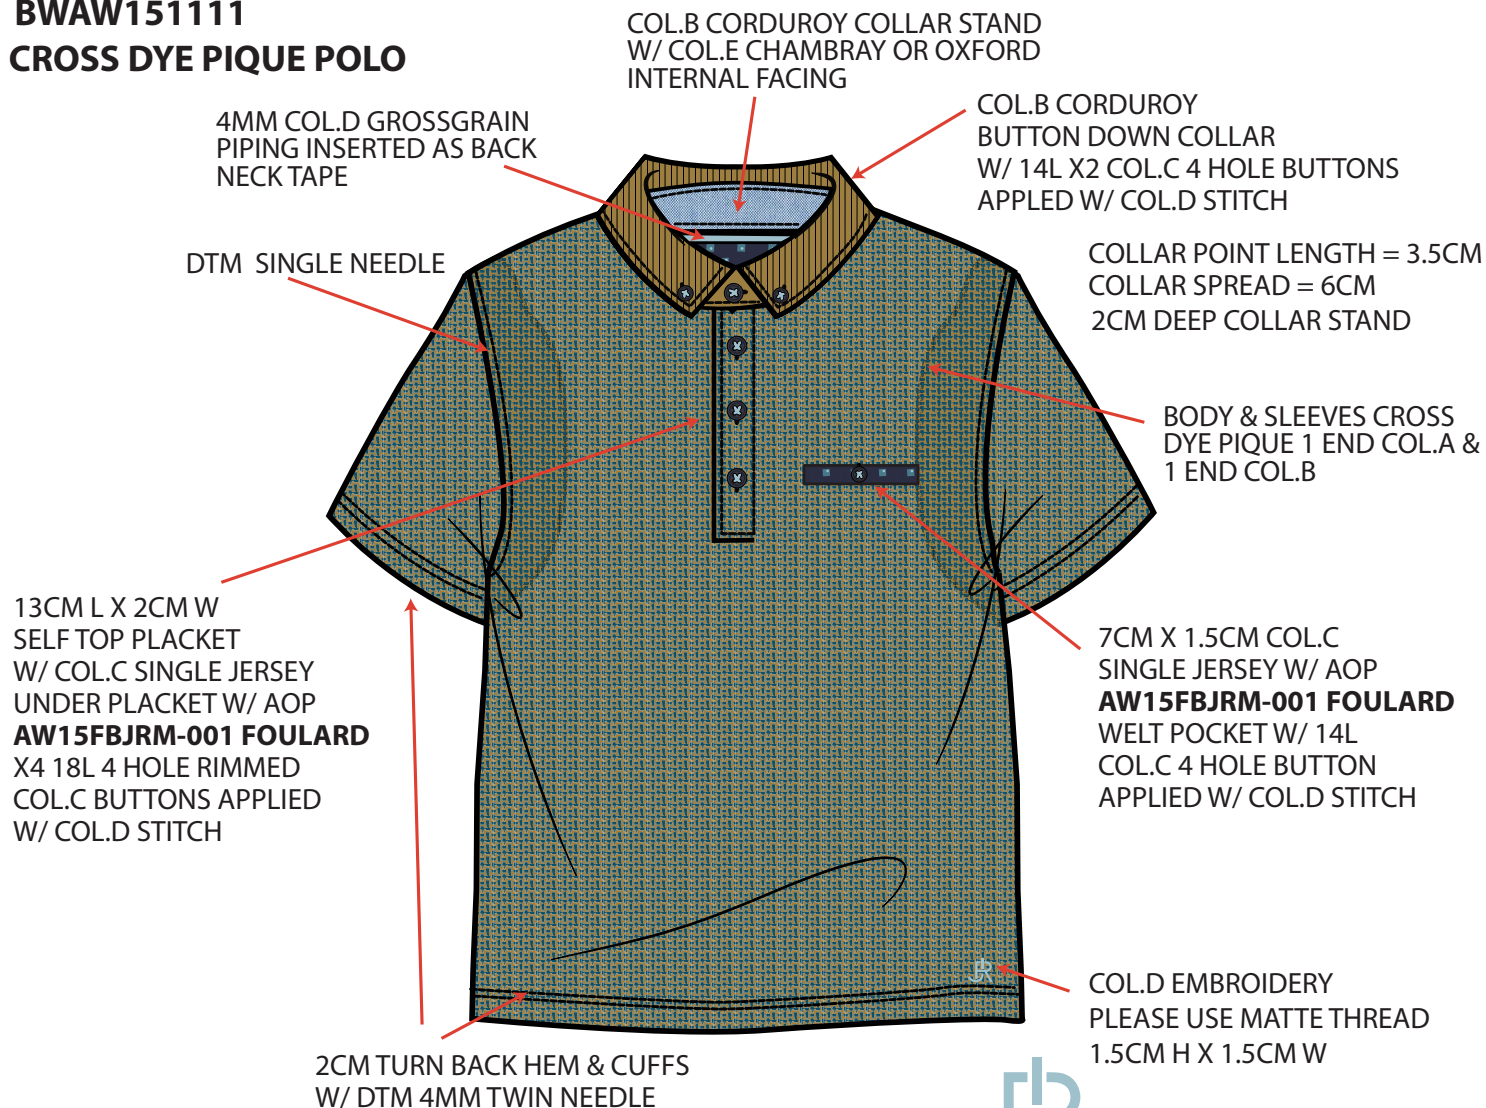 BWAW151111
CROSS DYE PIQUE POLO
COL.B CORDUROY COLLAR STAND
W/ COL.E CHAMBRAY OR OXFORD
INTERNAL FACING
4MM COL.D GROSSGRAIN
PIPING INSERTED AS BACK
NECK TAPE
COL.B CORDUROY
BUTTON DOWN COLLAR
W/ 14L X2 COL.C 4 HOLE BUTTONS
APPLED W/ COL.D STITCH
DTM  SINGLE NEEDLE
COLLAR POINT LENGTH = 3.5CM
COLLAR SPREAD = 6CM
2CM DEEP COLLAR STAND
BODY & SLEEVES CROSS
DYE PIQUE 1 END COL.A &
1 END COL.B
13CM L X 2CM W
SELF TOP PLACKET
W/ COL.C SINGLE JERSEY
UNDER PLACKET W/ AOP
AW15FBJRM-001 FOULARD
X4 18L 4 HOLE RIMMED
COL.C BUTTONS APPLIED
W/ COL.D STITCH
7CM X 1.5CM COL.C
SINGLE JERSEY W/ AOP
AW15FBJRM-001 FOULARD
WELT POCKET W/ 14L
COL.C 4 HOLE BUTTON
APPLIED W/ COL.D STITCH
COL.D EMBROIDERY
PLEASE USE MATTE THREAD
1.5CM H X 1.5CM W
2CM TURN BACK HEM & CUFFS
W/ DTM 4MM TWIN NEEDLE